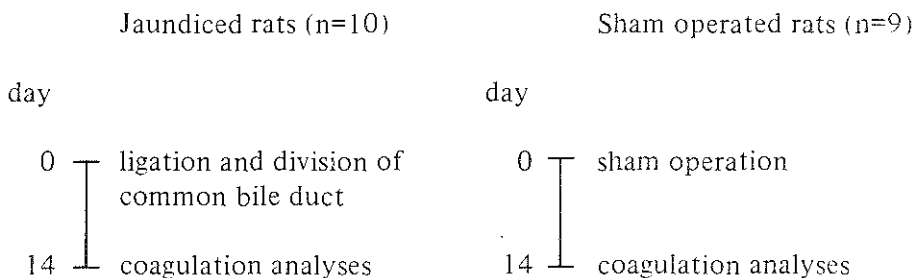 Jaundiced rats (n=10)
day
0 ligation and division of
common bile duct
14 coagulation analyses
Sham operated rats (n=9)
day
0 sham operation
14 coagulation analyses